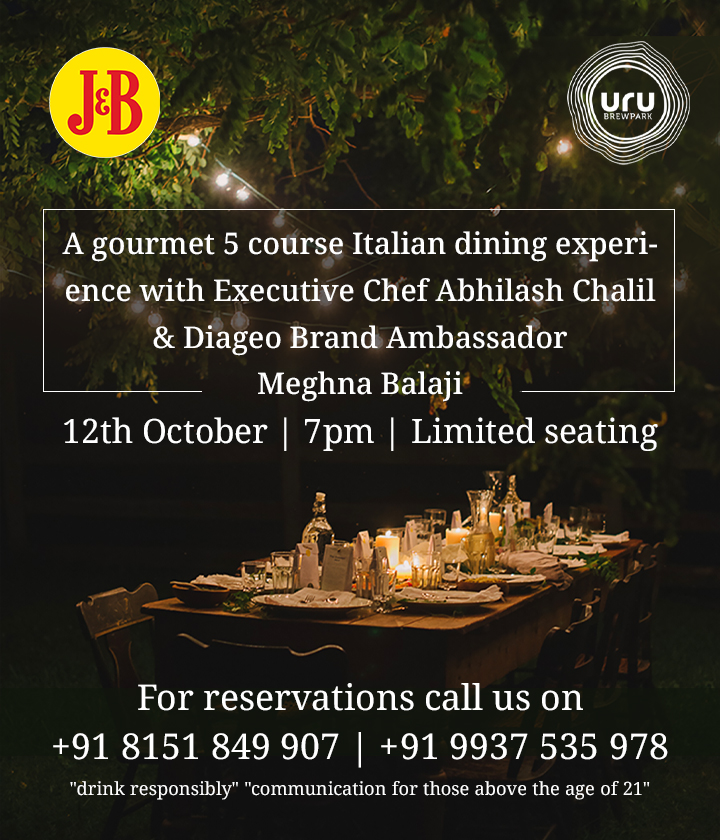 J&B
uru
BREWPARK
A gourmet 5 course Italian dining experi-
ence with Executive Chef Abhilash Chalil
& Diageo Brand Ambassador
Meghna Balaji
12th October | 7pm | Limited seating
For reservations call us on
+91 8151 849 907 | +91 9937 535 978
"drink responsibly" "communication for those above the age of 21"